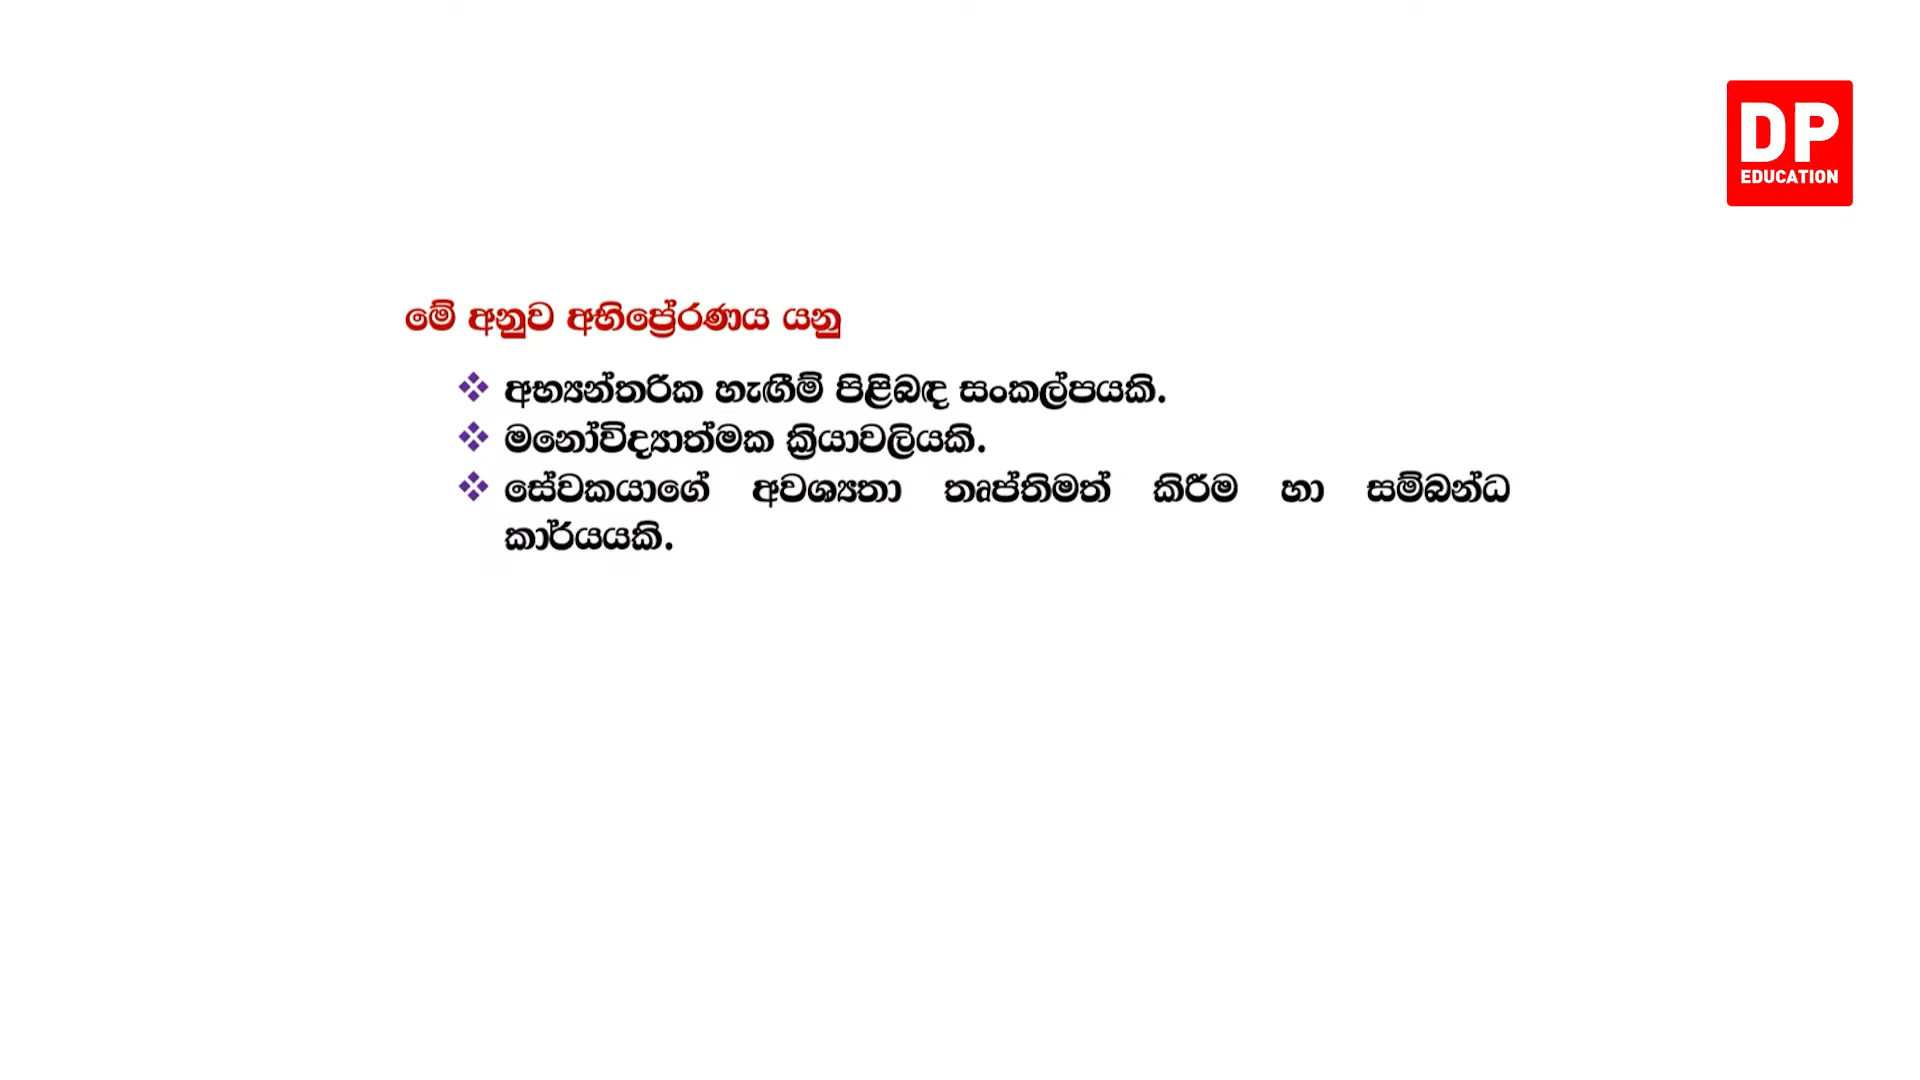 DP
EDUCATION
මේ අනුව අභිප්‍රේරණය යනු
❖ අභ්‍යන්තරික හැඟීම් පිළිබඳ සංකල්පයකි.
❖ මනෝවිද්‍යාත්මක ක්‍රියාවලියකි.
❖ සේවකයාගේ අවශ්‍යතා තෘප්තිමත් කිරීම හා සම්බන්ධ
කාර්යයකි.